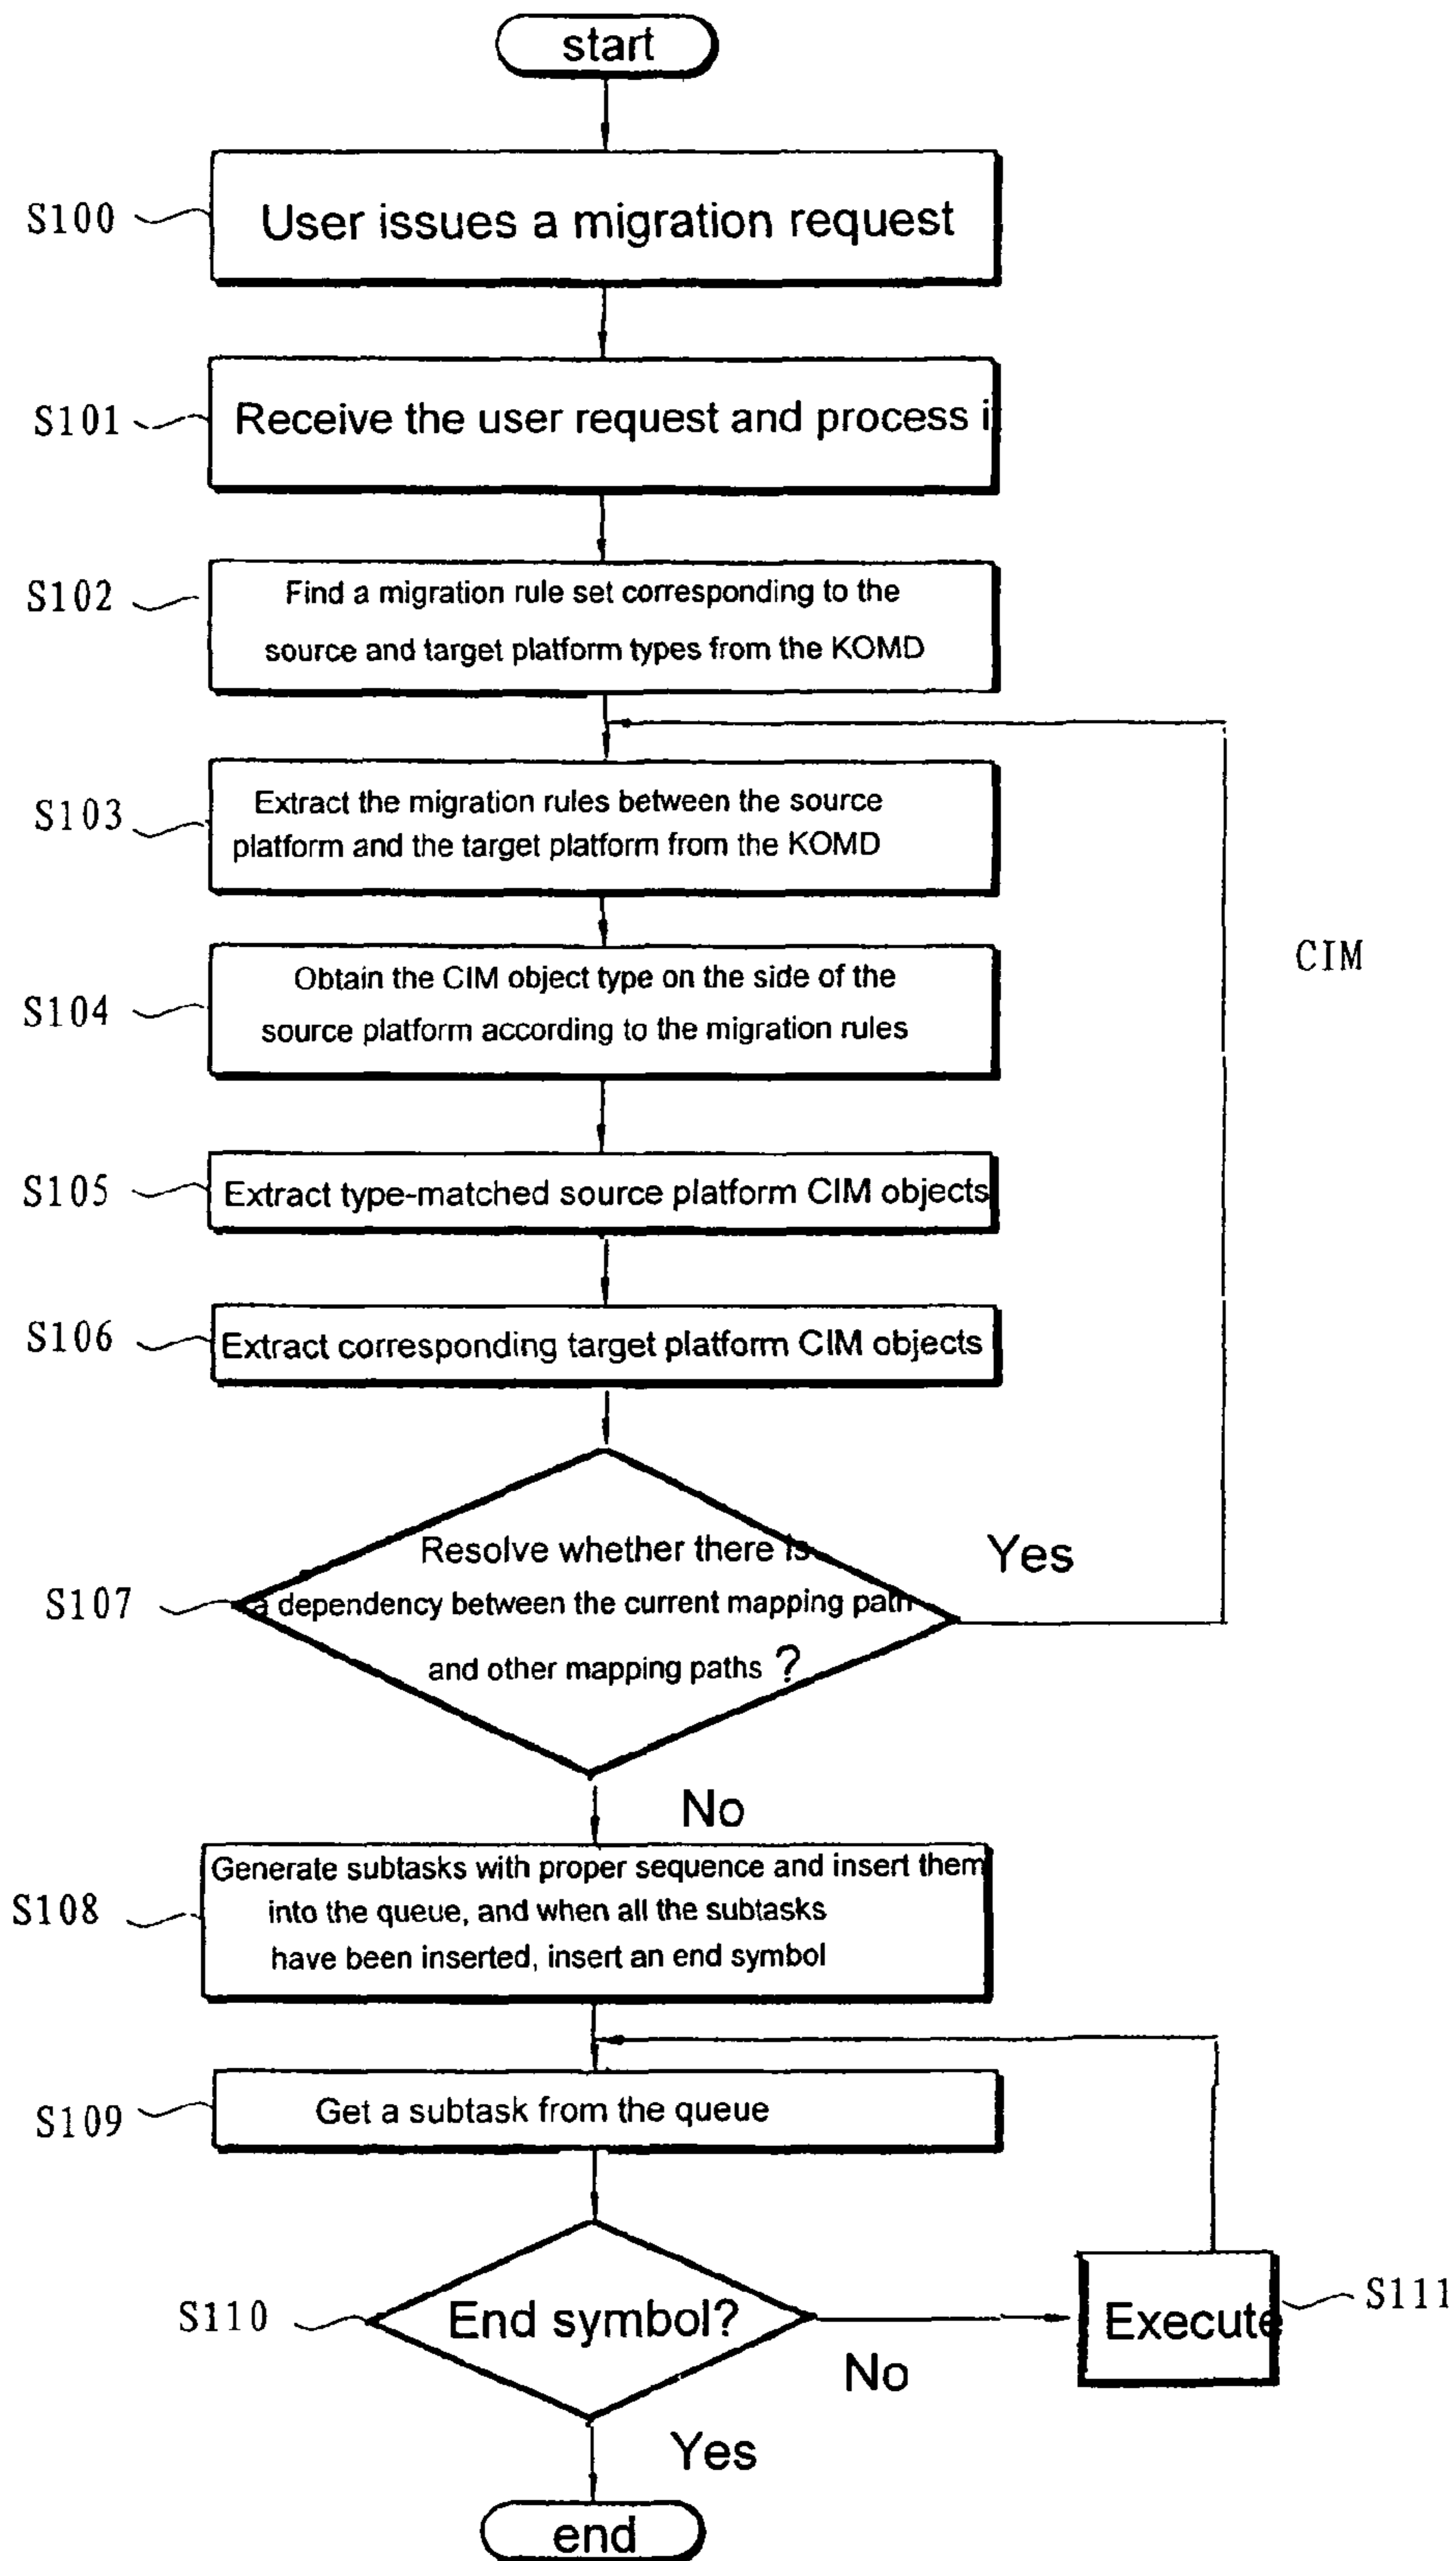 start
S100
User issues a migration request
S101
Receive the user request and process i
S102
Find a migration rule set corresponding to the
source and target platform types from the KOMD
S103
Extract the migration rules between the source
platform and the target platform from the KOMD
CIM
S104
Obtain the CIM object type on the side of the
source platform according to the migration rules
S105
Extract type-matched source platform CIM objects
S106
Extract corresponding target platform CIM objects
S107
Resolve whether there is
a dependency between the current mapping path
and other mapping paths ?
Yes
No
S108
Generate subtasks with proper sequence and insert them
into the queue, and when all the subtasks
have been inserted, insert an end symbol
S109
Get a subtask from the queue
S110
End symbol?
No
Execute
S111
Yes
end